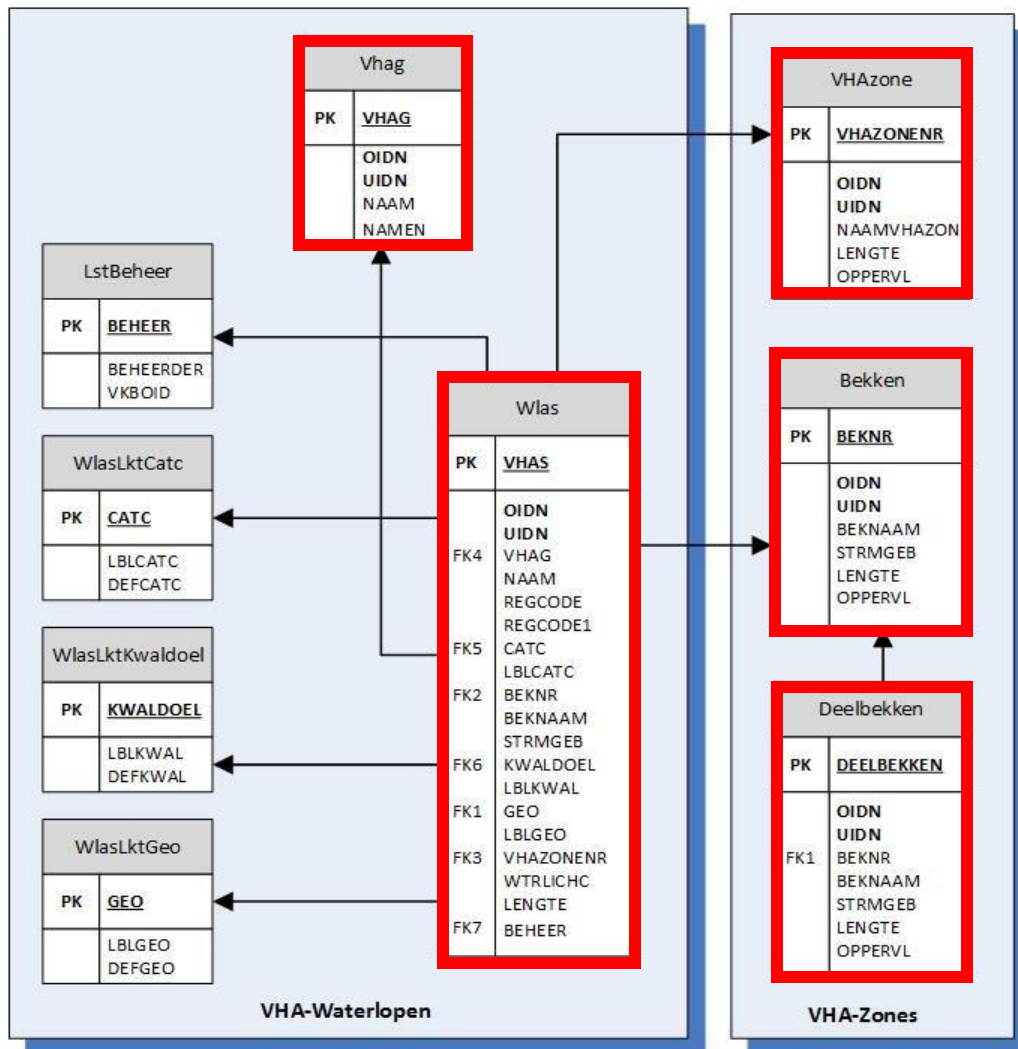 Vhag
PK VHAG
OIDN
UIDN
NAAM
NAMEN
LstBeheer
PK BEHEER
BEHEERDER
VKBOID
WlasLktCatc
PK CATC
LBLCATC
DEFCATC
WlasLktKwaldoel
PK KWALDOEL
LBLKWAL
DEFKWAL
WlasLktGeo
PK GEO
LBLGEO
DEFGEO
Wlas
PK VHAS
OIDN
UIDN
FK4 VHAG
NAAM
REGCODE
REGCODE1
FK5 CATC
LBLCATC
FK2 BEKNR
BEKNAAM
STRMGEB
FK6 KWALDOEL
LBLKWAL
FK1 GEO
LBLGEO
FK3 VHAZONENR
WTRLICHC
LENGTE
FK7 BEHEER
VHA-Waterlopen
VHAzone
PK VHAZONENR
OIDN
UIDN
NAAMVHAZON
LENGTE
OPPERVL
Bekken
PK BEKNR
OIDN
UIDN
BEKNAAM
STRMGEB
LENGTE
OPPERVL
Deelbekken
PK DEELBEKKEN
OIDN
UIDN
FK1 BEKNR
BEKNAAM
STRMGEB
LENGTE
OPPERVL
VHA-Zones